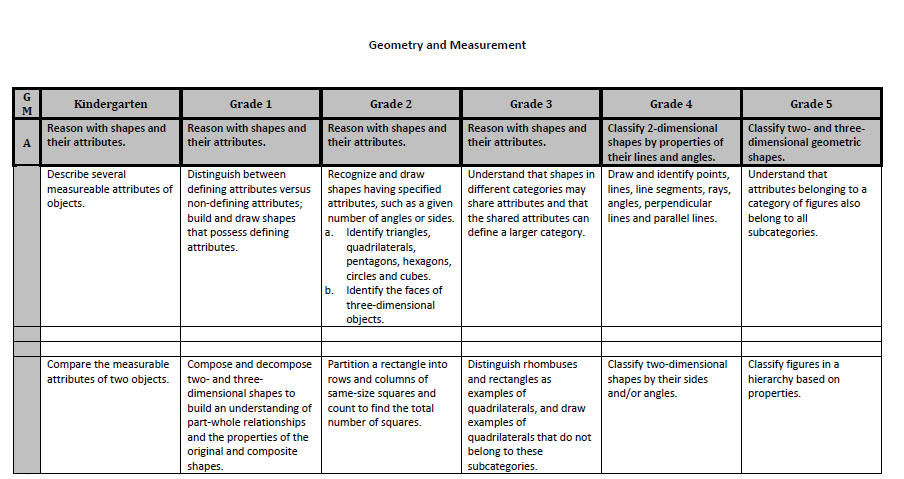 Geometry and Measurement
G
M
Kindergarten
Grade 1
Grade 2
Grade 3
Grade 4
Grade 5
A
Reason with shapes and
their attributes.
Reason with shapes and
their attributes.
Reason with shapes and
their attributes.
Reason with shapes and
their attributes.
Classify 2-dimensional
shapes by properties of
their lines and angles.
Classify two- and three-
dimensional geometric
shapes.
Describe several
measureable attributes of
objects.
Distinguish between
defining attributes versus
non-defining attributes;
build and draw shapes
that possess defining
attributes.
Recognize and draw
shapes having specified
attributes, such as a given
number of angles or sides.
a. Identify triangles,
quadrilaterals,
pentagons, hexagons,
circles and cubes.
b. Identify the faces of
three-dimensional
objects.
Understand that shapes in
different categories may
share attributes and that
the shared attributes can
define a larger category.
Draw and identify points,
lines, line segments, rays,
angles, perpendicular
lines and parallel lines.
Understand that
attributes belonging to a
category of figures also
belong to all
subcategories.
Compare the measurable
attributes of two objects.
Compose and decompose
two- and three-
dimensional shapes to
build an understanding of
part-whole relationships
and the properties of the
original and composite
shapes.
Partition a rectangle into
rows and columns of
same-size squares and
count to find the total
number of squares.
Distinguish rhombuses
and rectangles as
examples of
quadrilaterals, and draw
examples of
quadrilaterals that do not
belong to these
subcategories.
Classify two-dimensional
shapes by their sides
and/or angles.
Classify figures in a
hierarchy based on
properties.